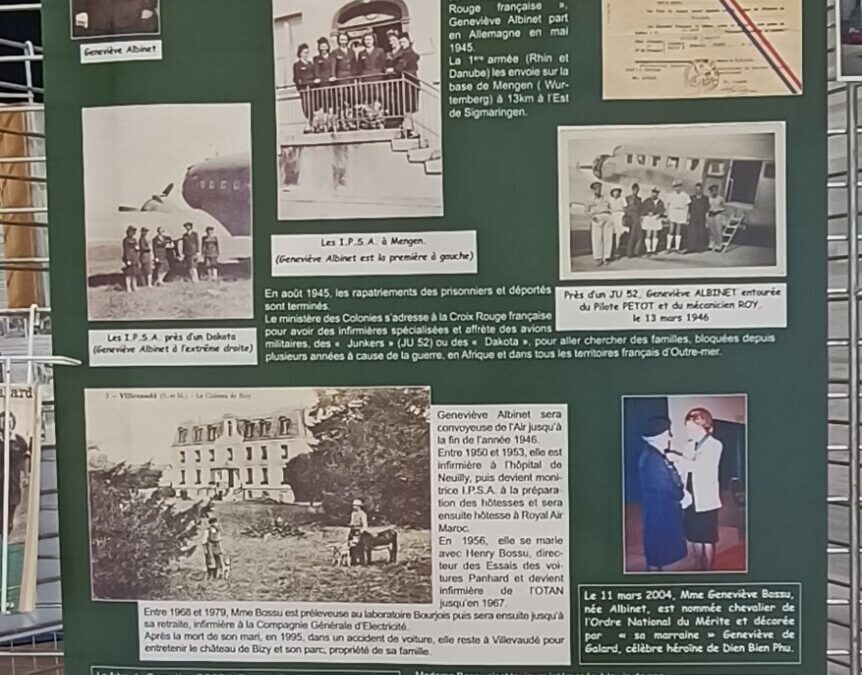 Geneviève Albinet
Rouge française »,
Geneviève Albinet part
en Allemagne en mai
1945.
La 1ère armée (Rhin et
Danube) les envoie sur la
base de Mengen ( Wur-
temberg) à 13km à l'Est
de Sigmaringen.
Les I.P.S.A. à Mengen.
(Geneviève Albinet est la première à gauche)
Les I.P.S.A. près d'un Dakota
(Geneviève Albinet à l'extrême droite)
Près d'un JU 52, Geneviève ALBINET entourée
du Pilote PETOT et du mécanicien ROY,
le 13 mars 1946
En août 1945, les rapatriements des prisonniers et déportés
sont terminés.
Le ministère des Colonies s'adresse à la Croix Rouge française
pour avoir des infirmières spécialisées et affrète des avions
militaires, des « Junkers » (JU 52) ou des « Dakota », pour aller chercher des familles, bloquées depuis
plusieurs années à cause de la guerre, en Afrique et dans tous les territoires français d'Outre-mer.
2 - Villevaudé (S.-et-M.) - Le Château de Bizy
Geneviève Albinet sera
convoyeuse de l'Air jusqu'à
la fin de l'année 1946.
Entre 1950 et 1953, elle est
infirmière à l'hôpital de
Neuilly, puis devient moni-
trice I.P.S.A. à la prépara-
tion des hôtesses et sera
ensuite hôtesse à Royal Air
Maroc.
En 1956, elle se marie
avec Henry Bossu, direc-
teur des Essais des voi-
tures Panhard et devient
infirmière de l'OTAN
jusqu'en 1967.
Entre 1968 et 1979, Mme Bossu est préleveuse au laboratoire Bourjois puis sera ensuite jusqu'à
sa retraite, infirmière à la Compagnie Générale d'Electricité.
Après la mort de son mari, en 1995, dans un accident de voiture, elle reste à Villevaudé pour
entretenir le château de Bizy et son parc, propriété de sa famille.
Le 11 mars 2004, Mme Geneviève Bossu,
née Albinet, est nommée chevalier de
l'Ordre National du Mérite et décorée
par « sa marraine » Geneviève de
Galard, célèbre héroïne de Dien Bien Phu.